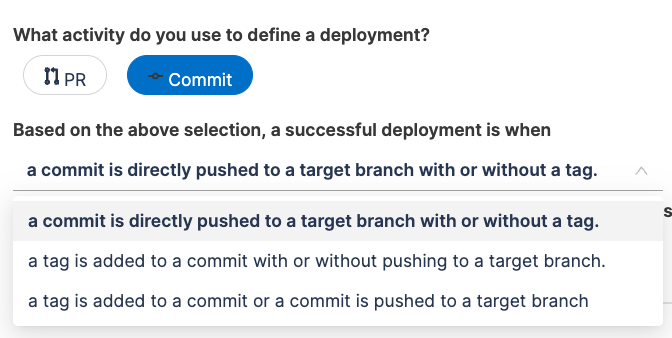 What activity do you use to define a deployment?
PR
Commit
Based on the above selection, a successful deployment is when
a commit is directly pushed to a target branch with or without a tag.
a commit is directly pushed to a target branch with or without a tag.
a tag is added to a commit with or without pushing to a target branch.
a tag is added to a commit or a commit is pushed to a target branch